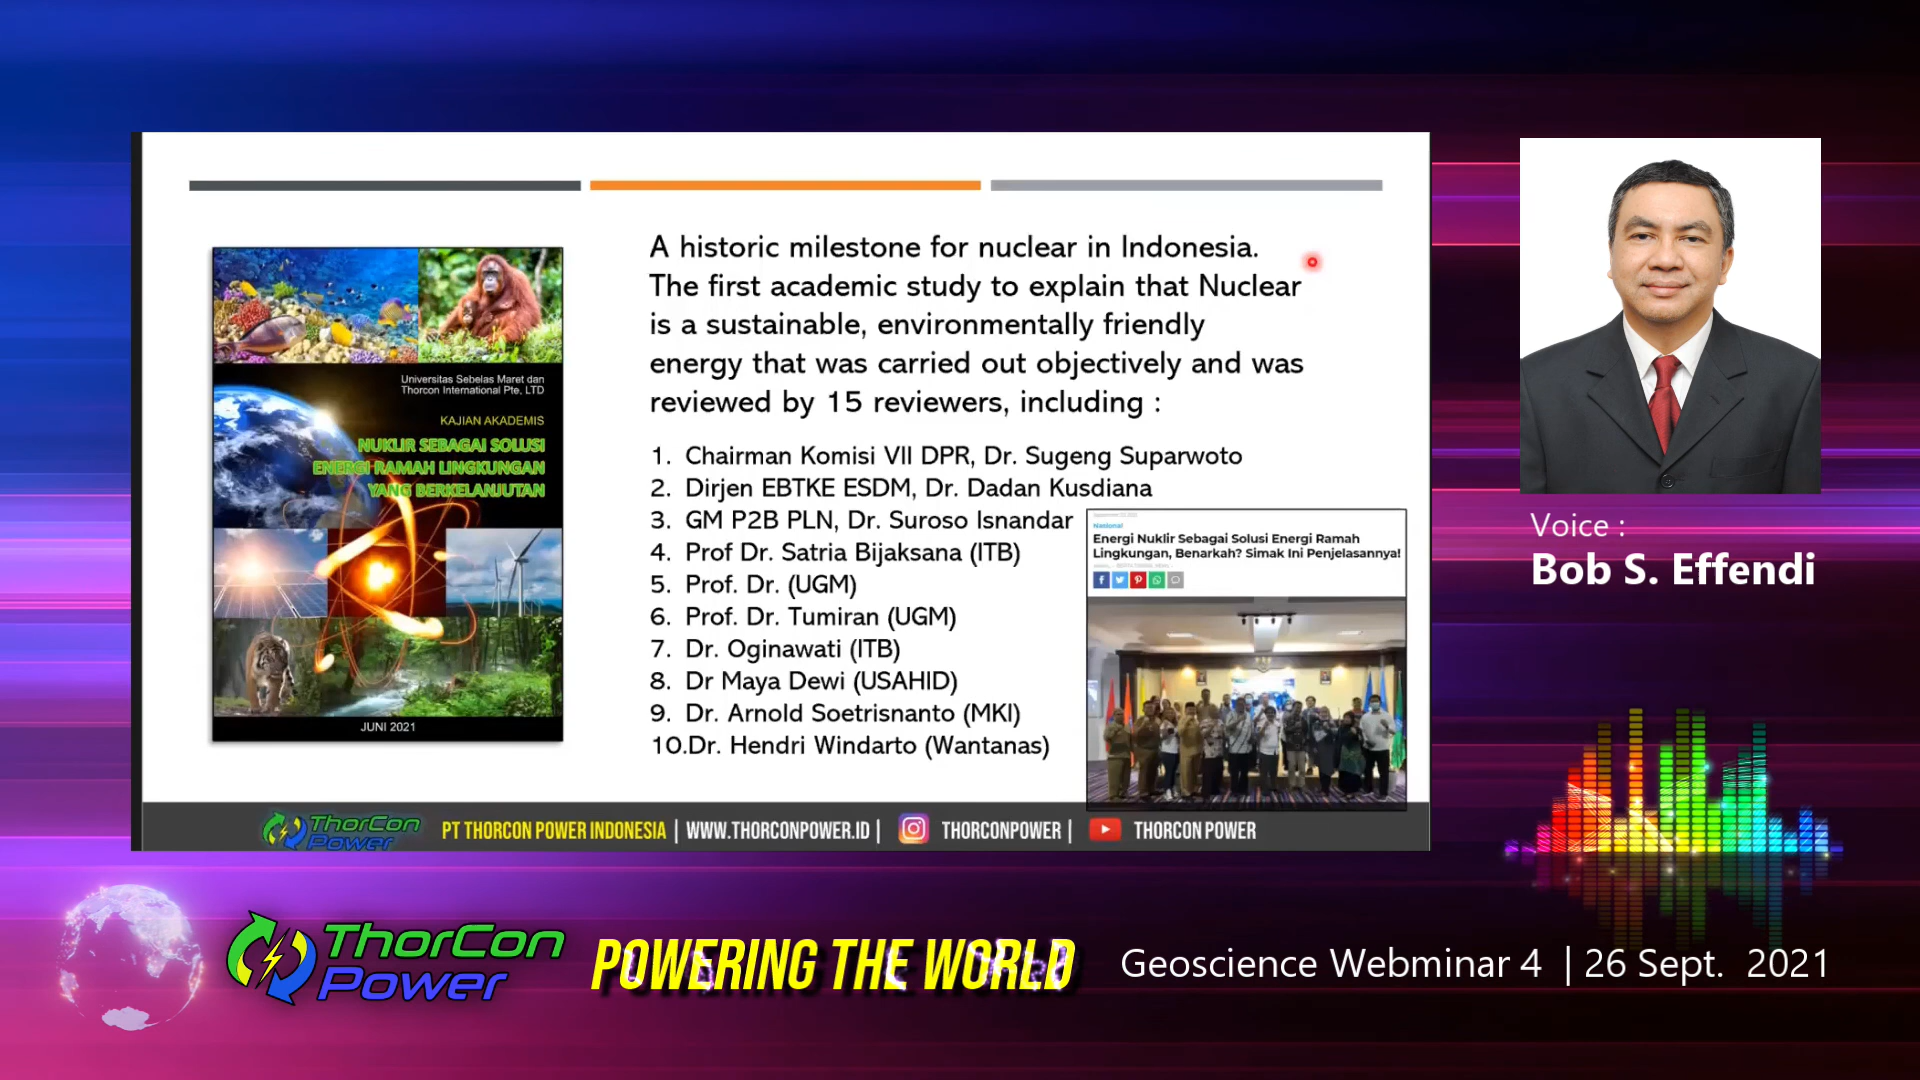 A historic milestone for nuclear in Indonesia.
The first academic study to explain that Nuclear
is a sustainable, environmentally friendly
energy that was carried out objectively and was
reviewed by 15 reviewers, including :
1. Chairman Komisi VII DPR, Dr. Sugeng Suparwoto
2. Dirjen EBTKE ESDM, Dr. Dadan Kusdiana
3. GM P2B PLN, Dr. Suroso Isnandar
4. Prof Dr. Satria Bijaksana (ITB)
5. Prof. Dr. (UGM)
6. Prof. Dr. Tumiran (UGM)
7. Dr. Oginawati (ITB)
8. Dr Maya Dewi (USAHID)
9. Dr. Arnold Soetrisnanto (MKI)
10.Dr. Hendri Windarto (Wantanas)
Universitas Sebelas Maret dan
Thorcon International Pte, LTD
KAJIAN AKADEMIS
NUKLIR SEBAGAI SOLUSI
ENERGI RAMAH LINGKUNGAN
YANG BERKELANJUTAN
JUNI 2021
Nasional
Energi Nuklir Sebagai Solusi Energi Ramah
Lingkungan, Benarkah? Simak Ini Penjelasannya!
ThorCon
Power
PT THORCON POWER INDONESIA | WWW.THORCONPOWER.ID | THORCONPOWER | THORCON POWER
Voice :
Bob S. Effendi
ThorCon
Power
POWERING THE WORLD
Geoscience Webminar 4 | 26 Sept. 2021